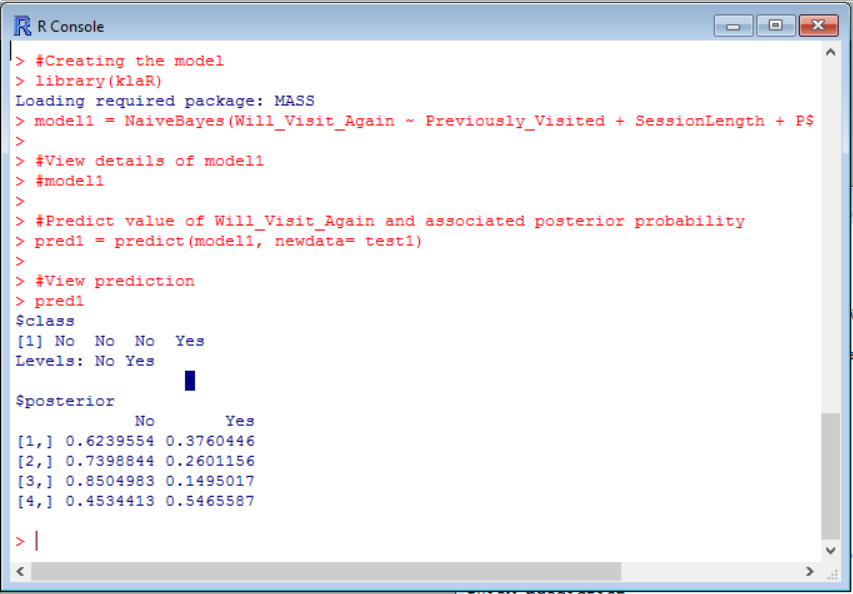 R Console
> #Creating the model
> library(klaR)
Loading required package: MASS
> model1 = NaiveBayes(Will_Visit_Again ~ Previously_Visited + SessionLength + P$
>
> #View details of model1
> #model1
>
> #Predict value of Will_Visit_Again and associated posterior probability
> pred1 = predict(model1, newdata= test1)
>
> #View prediction
> pred1
$class
[1] No  No  No  Yes
Levels: No Yes
$posterior
            No       Yes
[1,] 0.6239554 0.3760446
[2,] 0.7398844 0.2601156
[3,] 0.8504983 0.1495017
[4,] 0.4534413 0.5465587
>